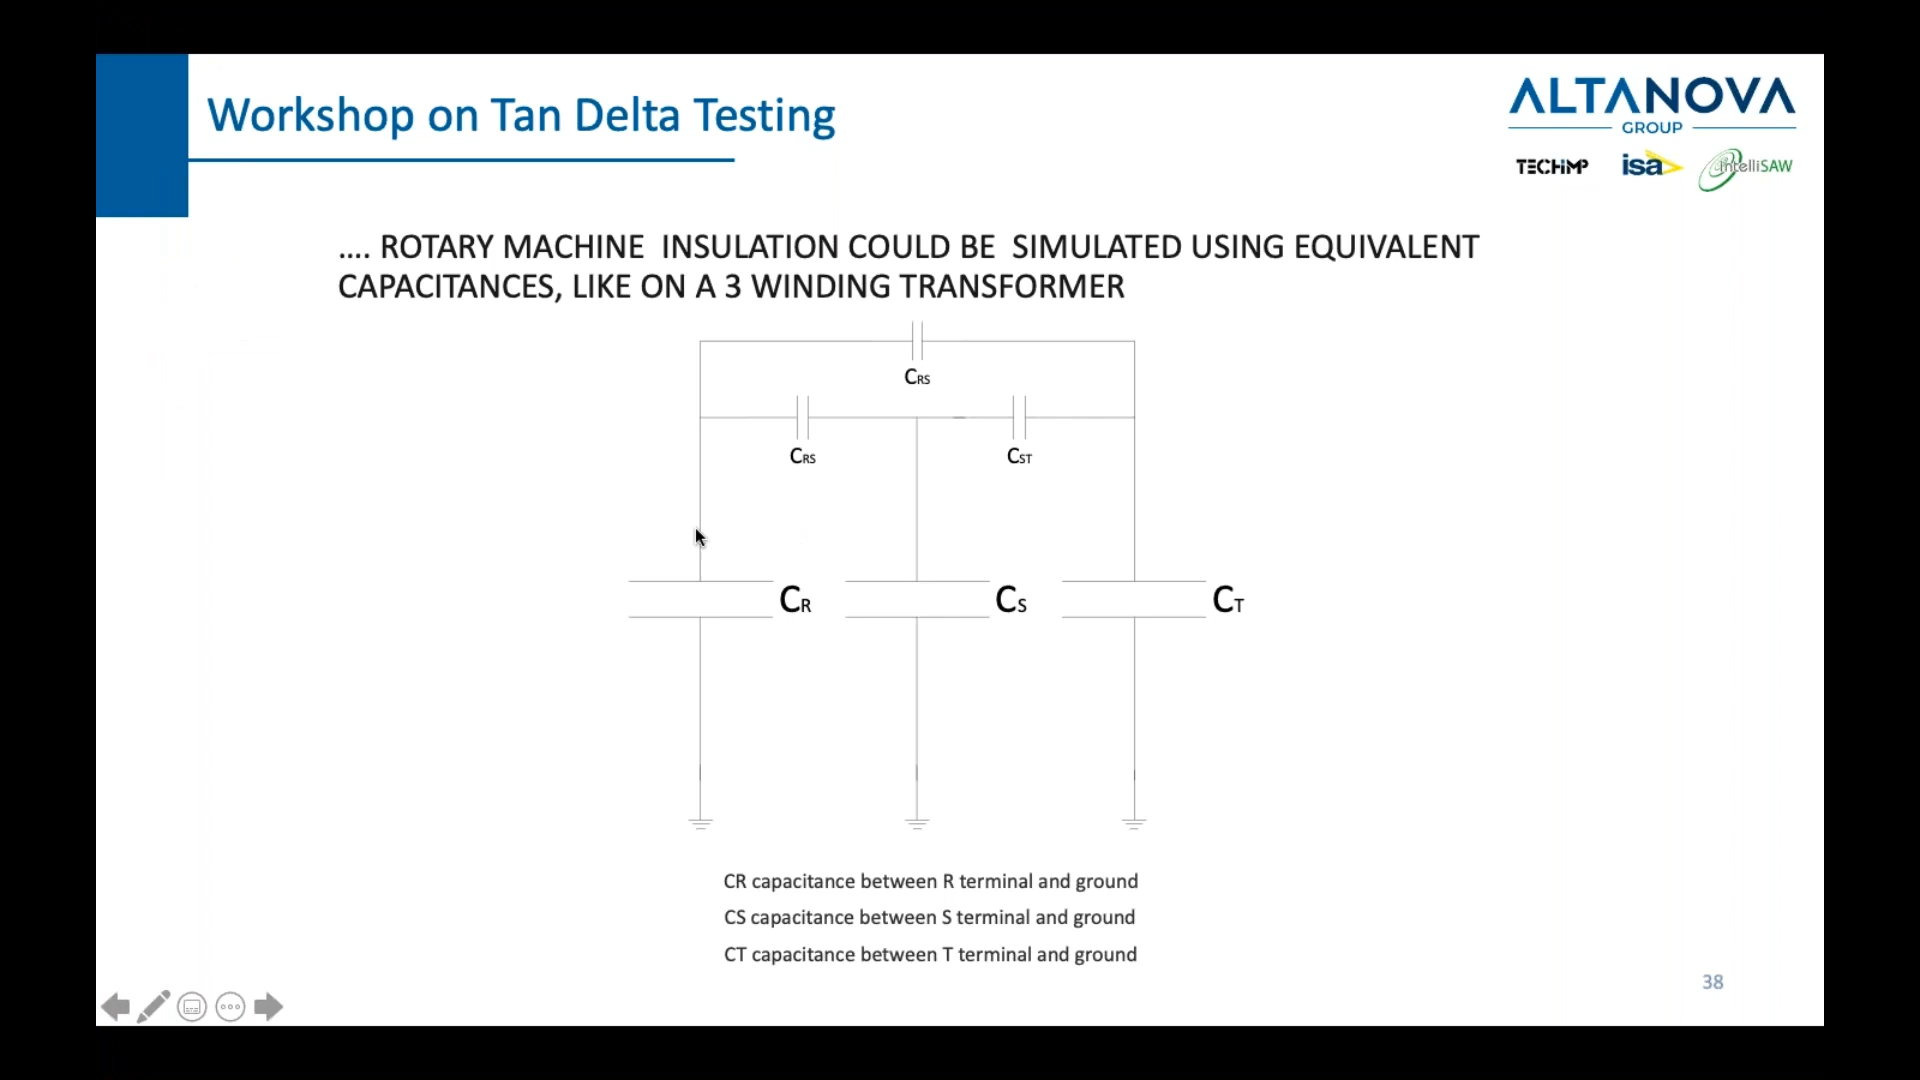 Workshop on Tan Delta Testing
ALTANOVA
GROUP
TECHIMP isa intelliSAW
.... ROTARY MACHINE INSULATION COULD BE SIMULATED USING EQUIVALENT
CAPACITANCES, LIKE ON A 3 WINDING TRANSFORMER
CRS
CRS CST
CR CS CT
CR capacitance between R terminal and ground
CS capacitance between S terminal and ground
CT capacitance between T terminal and ground
38